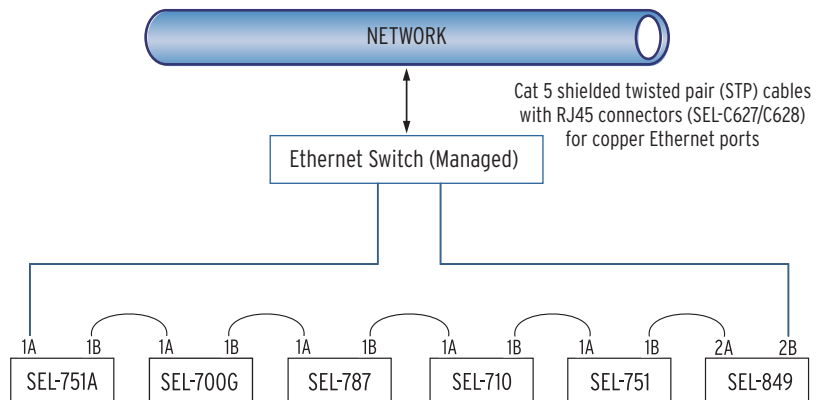 NETWORK
Cat 5 shielded twisted pair (STP) cables
with RJ45 connectors (SEL-C627/C628)
for copper Ethernet ports
Ethernet Switch (Managed)
1A 1B 1A 1B 1A 1B 1A 1B 1A 1B 2A 2B
SEL-751A SEL-700G SEL-787 SEL-710 SEL-751 SEL-849